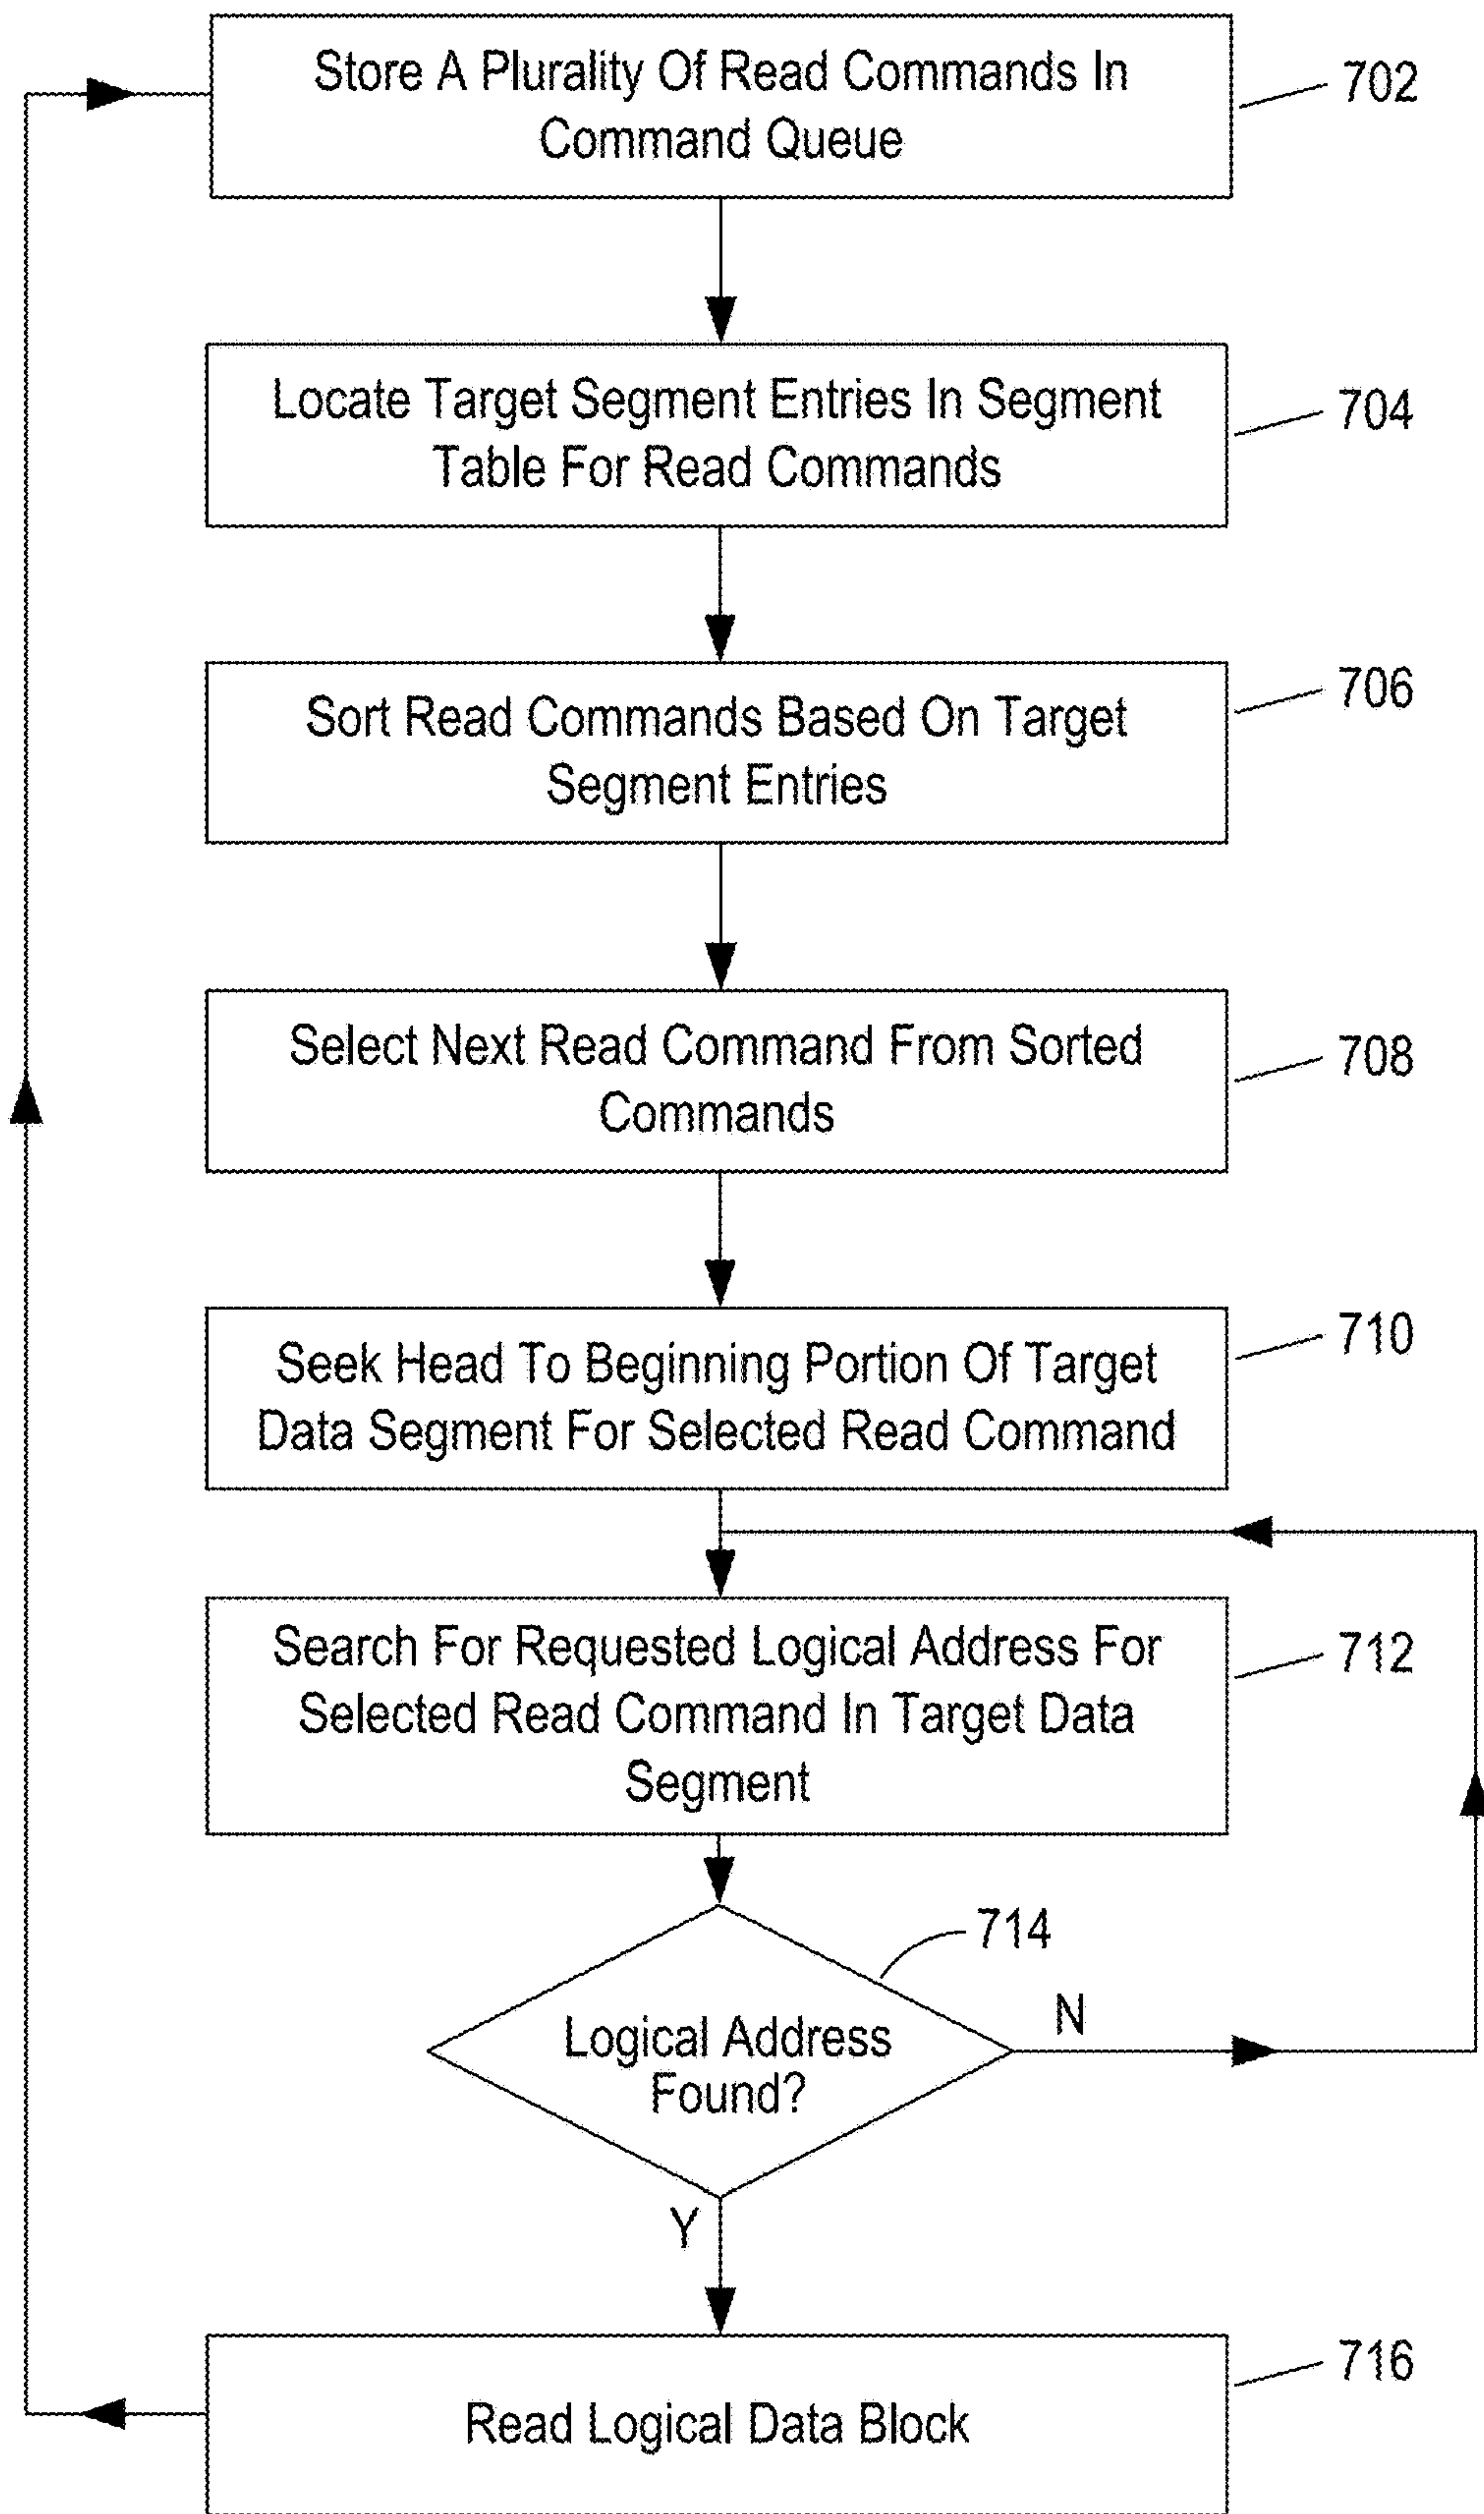 Store A Plurality Of Read Commands In
Command Queue
702
Locate Target Segment Entries In Segment
Table For Read Commands
704
Sort Read Commands Based On Target
Segment Entries
706
Select Next Read Command From Sorted
Commands
708
Seek Head To Beginning Portion Of Target
Data Segment For Selected Read Command
710
Search For Requested Logical Address For
Selected Read Command In Target Data
Segment
712
714
Logical Address
Found?
N
Y
Read Logical Data Block
716